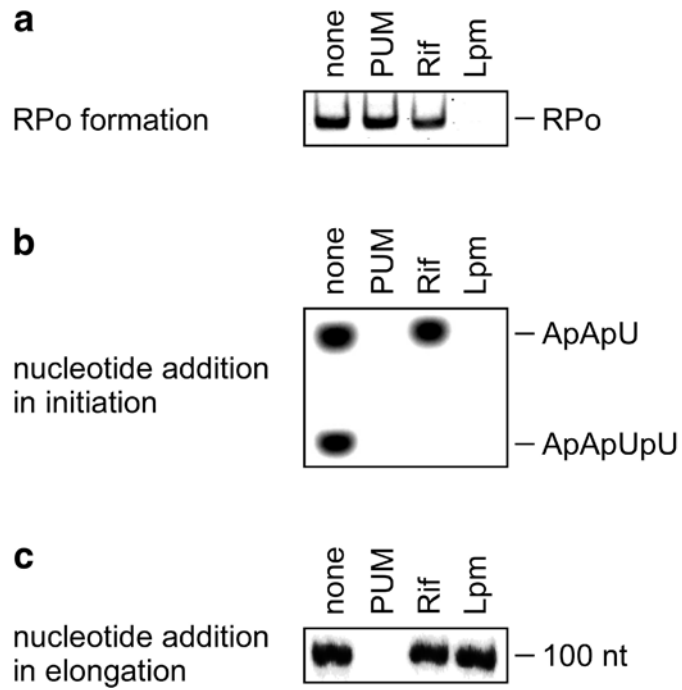 a
none PUM Rif Lpm
RPo formation
RPo
b
none PUM Rif Lpm
ApApU
nucleotide addition
in initiation
ApApUpU
c
none PUM Rif Lpm
nucleotide addition
in elongation
100 nt